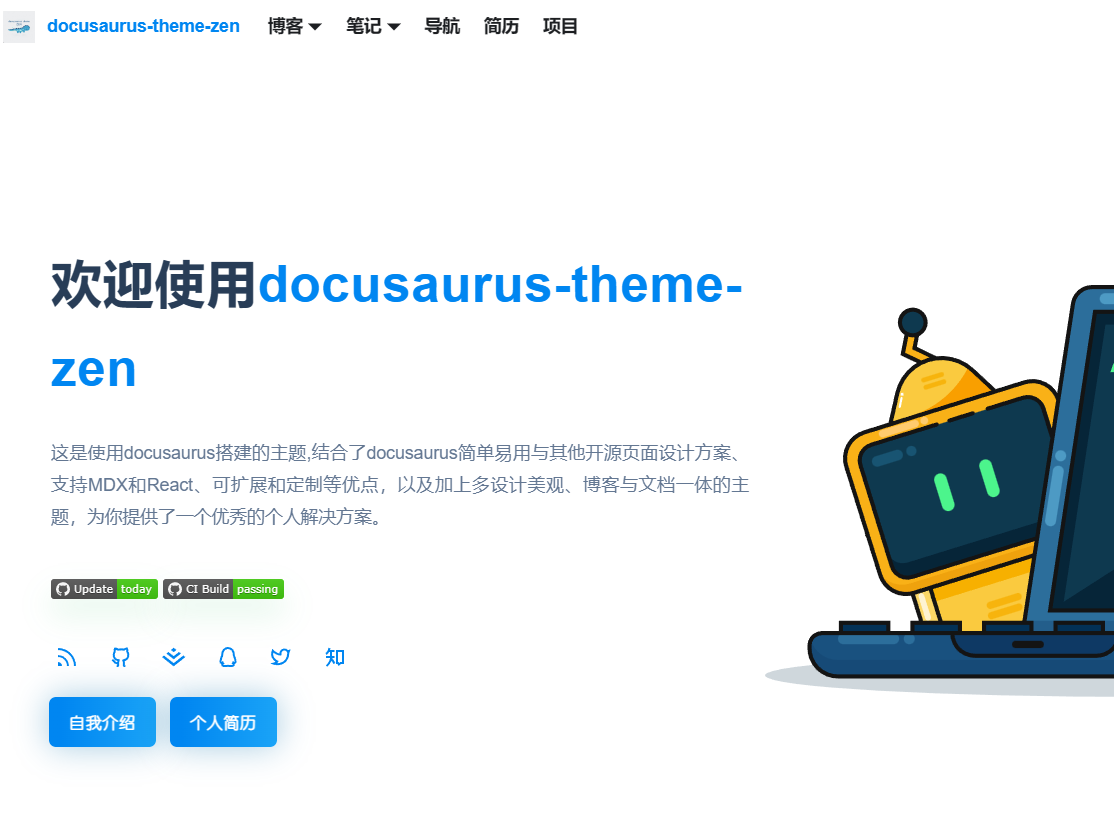 docusaurus-theme-zen 博客 笔记 导航 简历 项目
欢迎使用docusaurus-theme-
zen
这是使用docusaurus搭建的主题,结合了docusaurus简单易用与其他开源页面设计方案、
支持MDX和React、可扩展和定制等优点，以及加上多设计美观、博客与文档一体的主
题，为你提供了一个优秀的个人解决方案。
Update today CI Build passing
知
自我介绍 个人简历